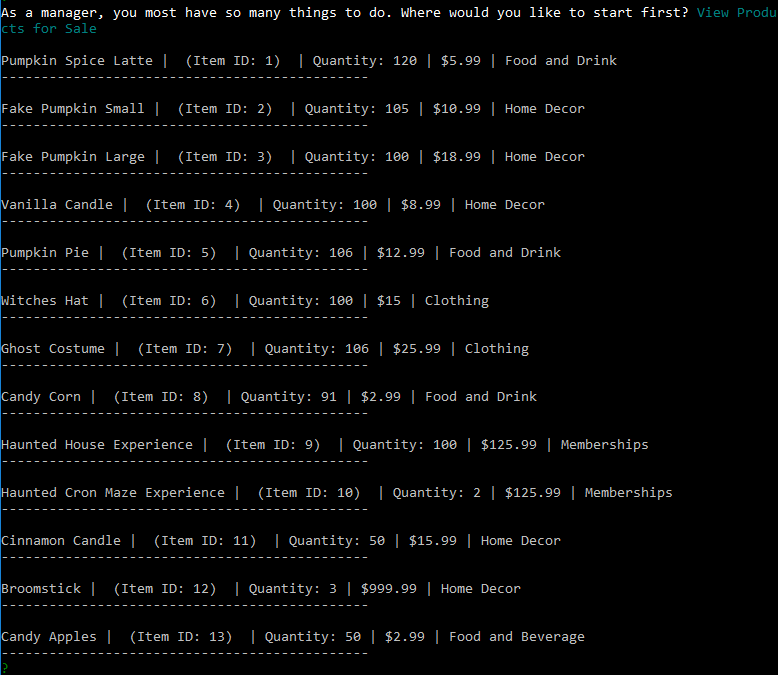 As a manager, you most have so many things to do. Where would you like to start first? View Produ
cts for Sale
Pumpkin Spice Latte |  (Item ID: 1)  | Quantity: 120 | $5.99 | Food and Drink
----------------------------------------------
Fake Pumpkin Small |  (Item ID: 2)  | Quantity: 105 | $10.99 | Home Decor
----------------------------------------------
Fake Pumpkin Large |  (Item ID: 3)  | Quantity: 100 | $18.99 | Home Decor
----------------------------------------------
Vanilla Candle |  (Item ID: 4)  | Quantity: 100 | $8.99 | Home Decor
----------------------------------------------
Pumpkin Pie |  (Item ID: 5)  | Quantity: 106 | $12.99 | Food and Drink
----------------------------------------------
Witches Hat |  (Item ID: 6)  | Quantity: 100 | $15 | Clothing
----------------------------------------------
Ghost Costume |  (Item ID: 7)  | Quantity: 106 | $25.99 | Clothing
----------------------------------------------
Candy Corn |  (Item ID: 8)  | Quantity: 91 | $2.99 | Food and Drink
----------------------------------------------
Haunted House Experience |  (Item ID: 9)  | Quantity: 100 | $125.99 | Memberships
----------------------------------------------
Haunted Cron Maze Experience |  (Item ID: 10)  | Quantity: 2 | $125.99 | Memberships
----------------------------------------------
Cinnamon Candle |  (Item ID: 11)  | Quantity: 50 | $15.99 | Home Decor
----------------------------------------------
Broomstick |  (Item ID: 12)  | Quantity: 3 | $999.99 | Home Decor
----------------------------------------------
Candy Apples |  (Item ID: 13)  | Quantity: 50 | $2.99 | Food and Beverage
----------------------------------------------
?